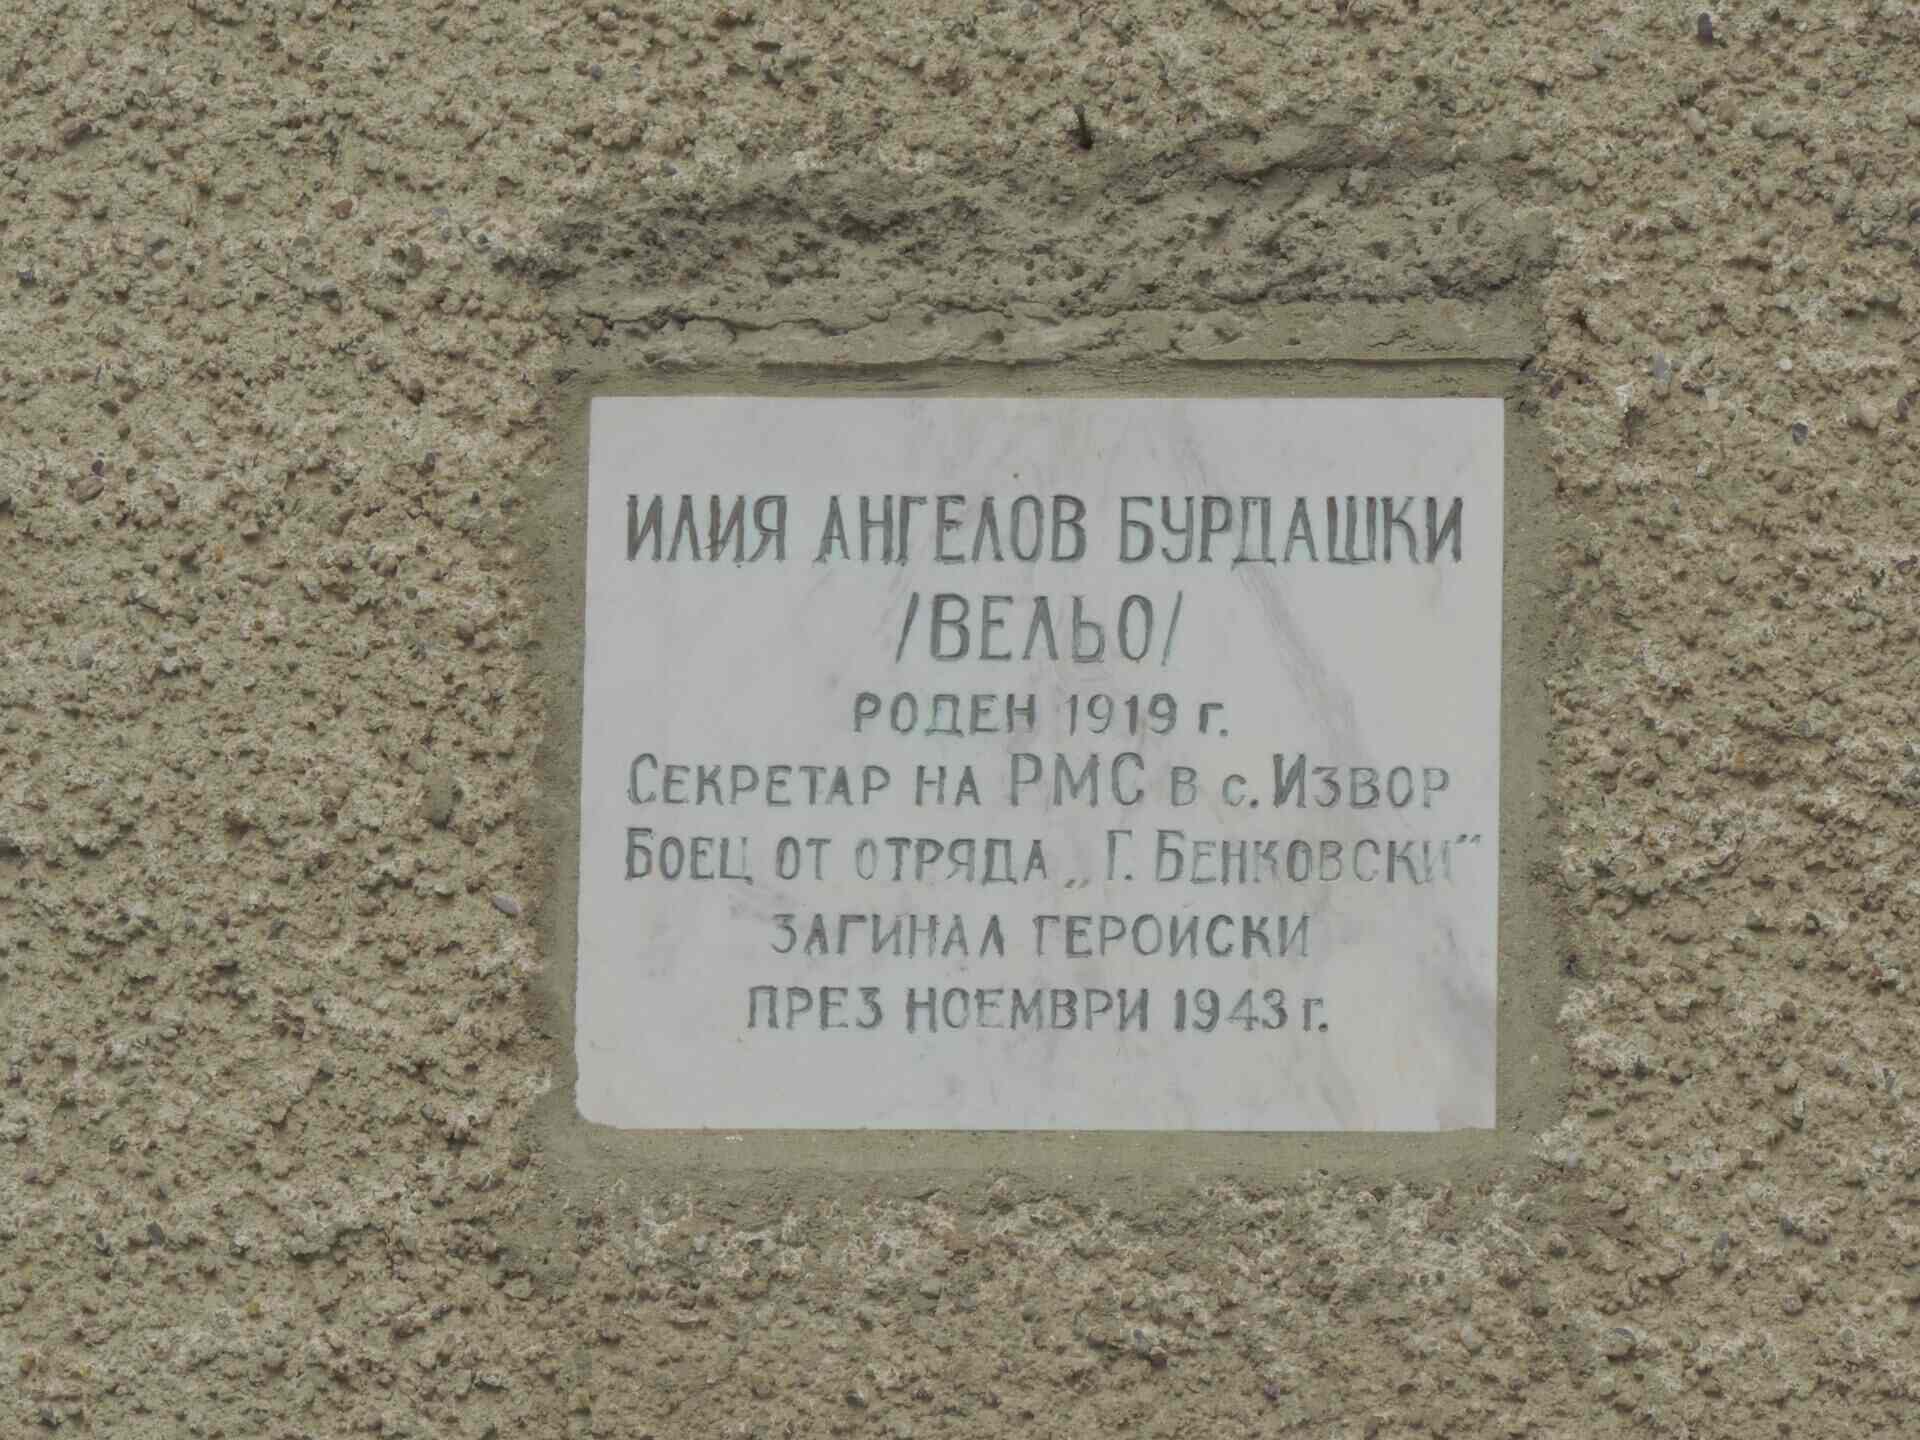 ИЛИЯ АНГЕЛОВ БУРДАШКИ
/ВЕЛЬО/
РОДЕН 1919 г.
СЕКРЕТАР НА РМС В с. ИЗВОР
БОЕЦ ОТ ОТРЯДА „Г. БЕНКОВСКИ“
ЗАГИНАЛ ГЕРОИСКИ
ПРЕЗ НОЕМВРИ 1943 г.